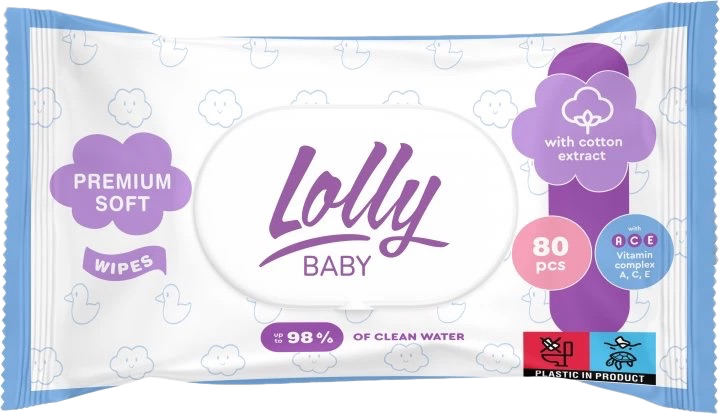 PREMIUM
SOFT
WIPES
Lolly
BABY
up to 98% OF CLEAN WATER
with cotton
extract
80
pcs
with
A C E
Vitamin
complex
A, C, E
PLASTIC IN PRODUCT